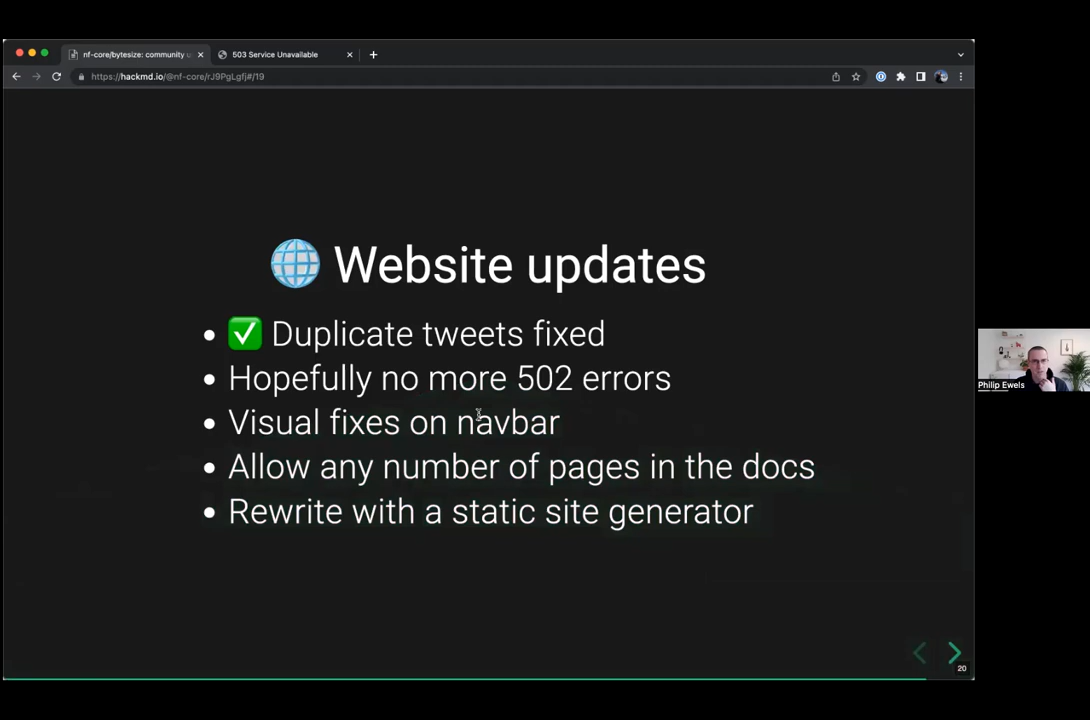 nf-core/bytesize: community u
503 Service Unavailable
https://hackmd.io/@nf-core/rJ9PgLgfj#/19
🌐 Website updates
• ✅ Duplicate tweets fixed
• Hopefully no more 502 errors
• Visual fixes on navbar
• Allow any number of pages in the docs
• Rewrite with a static site generator
Philip Ewels
20